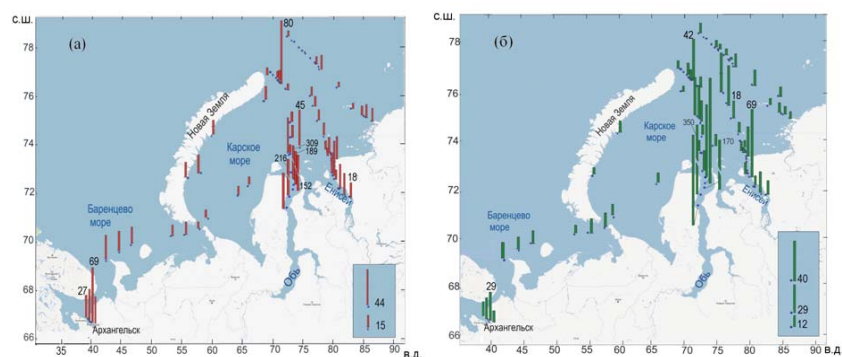 с.ш.
(а)
80
78
76
74
72
70
68
66
80
45
309
189
216
152
18
69
27
Новая Земля
Карское
море
Баренцево
море
Енисей
Обь
Архангельск
44
15
35 40 45 50 55 60 65 70 75 80 85 90
в.д.
с.ш.
(б)
78
76
74
72
70
68
66
42
18
69
350
170
29
Новая Земля
Карское
море
Баренцево
море
Енисей
Обь
Архангельск
40
29
12
40 45 50 55 60 65 70 75 80 85 90
в.д.